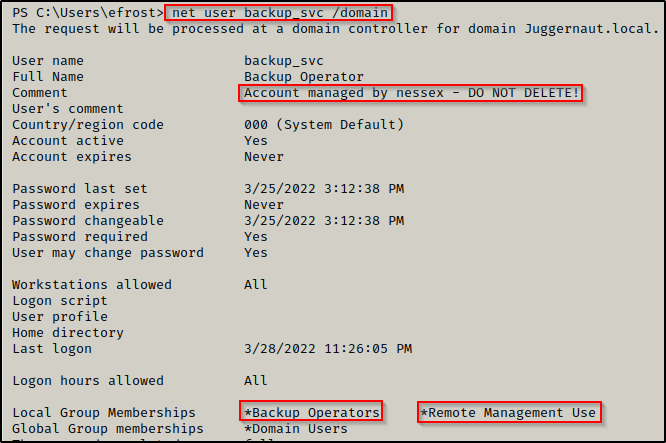 PS C:\Users\efrost> net user backup_svc /domain
The request will be processed at a domain controller for domain Juggernaut.local.
User name backup_svc
Full Name Backup Operator
Comment Account managed by nessex - DO NOT DELETE!
User's comment
Country/region code 000 (System Default)
Account active Yes
Account expires Never
Password last set 3/25/2022 3:12:38 PM
Password expires Never
Password changeable 3/25/2022 3:12:38 PM
Password required Yes
User may change password Yes
Workstations allowed All
Logon script
User profile
Home directory
Last logon 3/28/2022 11:26:05 PM
Logon hours allowed All
Local Group Memberships *Backup Operators *Remote Management Use
Global Group memberships *Domain Users